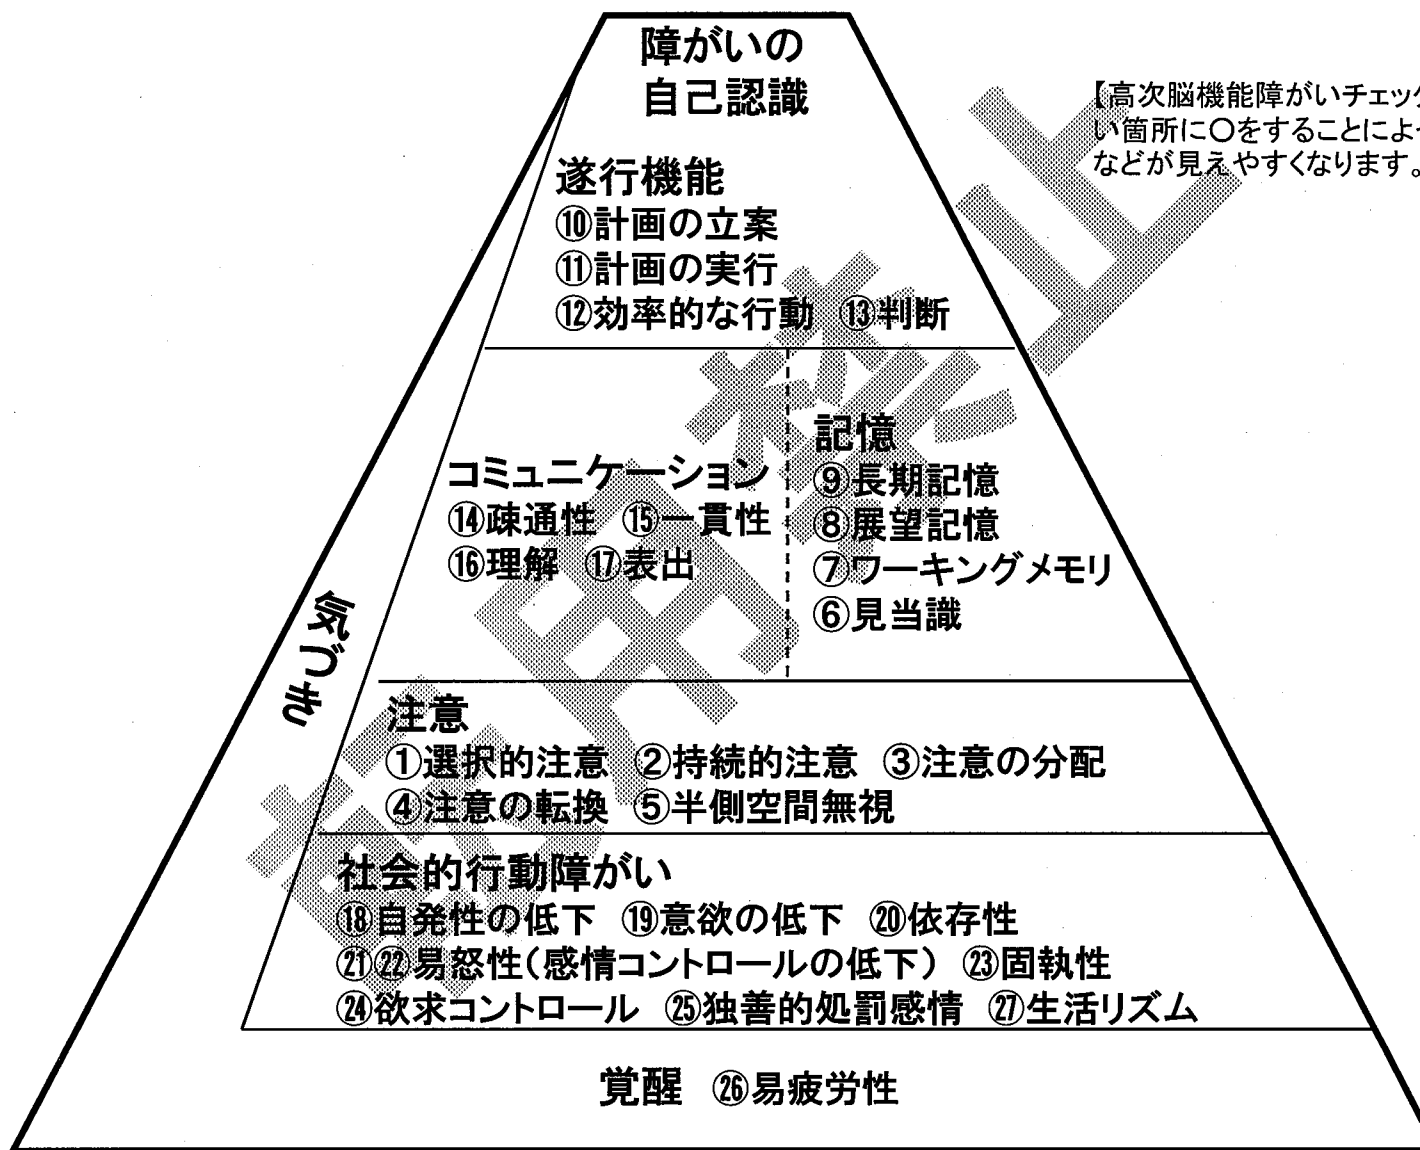 障がいの
自己認識
【高次脳機能障がいチェック
い箇所に○をすることによ
などが見えやすくなります。
遂行機能
⑩計画の立案
⑪計画の実行
⑫効率的な行動 ⑬判断
コミュニケーション
⑭疎通性 ⑮一貫性
⑯理解 ⑰表出
記憶
⑨長期記憶
⑧展望記憶
⑦ワーキングメモリ
⑥見当識
気づき
注意
①選択的注意 ②持続的注意 ③注意の分配
④注意の転換 ⑤半側空間無視
社会的行動障がい
⑱自発性の低下 ⑲意欲の低下 ⑳依存性
㉑㉒易怒性(感情コントロールの低下) ㉓固執性
㉔欲求コントロール ㉕独善的処罰感情 ㉗生活リズム
覚醒 ㉖易疲労性